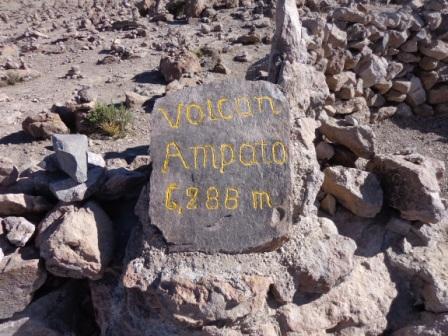 Volcan
Ampato
6,288 m